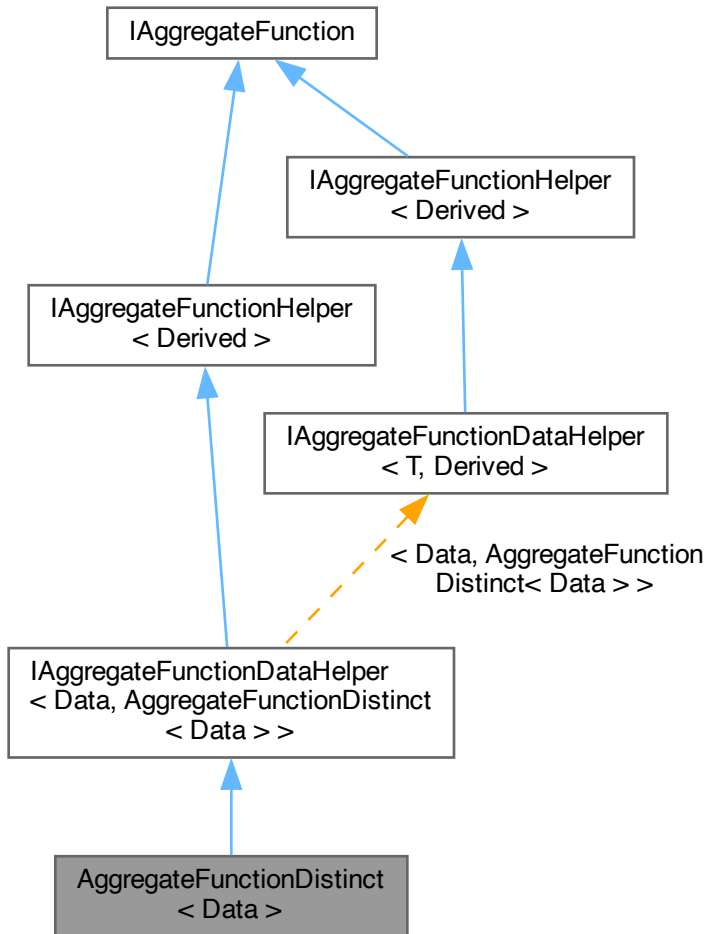 IAggregateFunction
IAggregateFunctionHelper
< Derived >
IAggregateFunctionHelper
< Derived >
IAggregateFunctionDataHelper
< T, Derived >
< Data, AggregateFunction
Distinct< Data > >
IAggregateFunctionDataHelper
< Data, AggregateFunctionDistinct
< Data > >
AggregateFunctionDistinct
< Data >